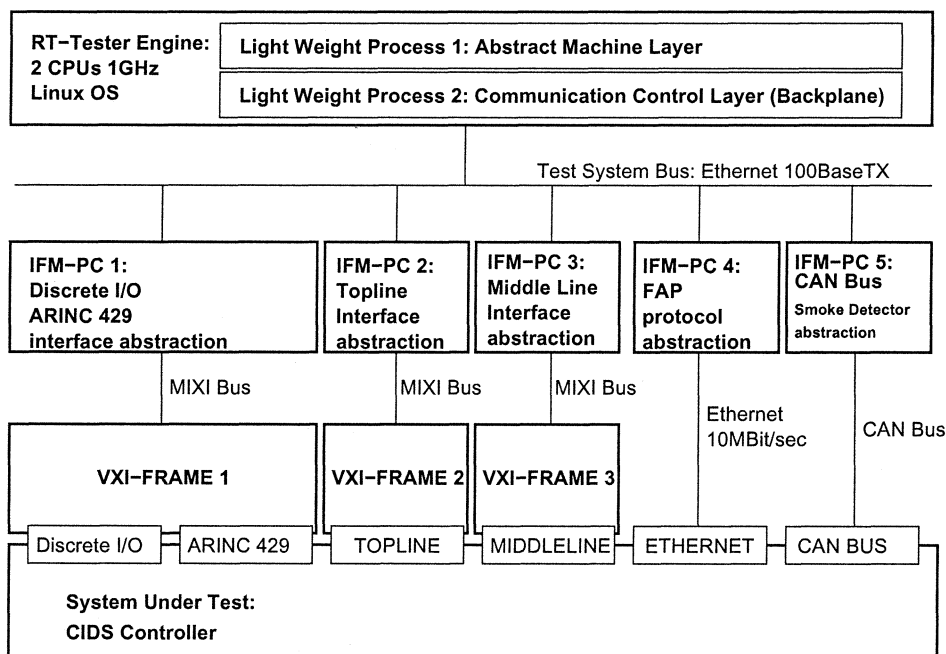 RT−Tester Engine:
2 CPUs 1GHz
Linux OS
Light Weight Process 1: Abstract Machine Layer
Light Weight Process 2: Communication Control Layer (Backplane)
Test System Bus: Ethernet 100BaseTX
IFM−PC 1:
Discrete I/O
ARINC 429
interface abstraction
IFM−PC 2:
Topline
Interface
abstraction
IFM−PC 3:
Middle Line
Interface
abstraction
IFM−PC 4:
FAP
protocol
abstraction
IFM−PC 5:
CAN Bus
Smoke Detector
abstraction
MIXI Bus
MIXI Bus
MIXI Bus
Ethernet
10MBit/sec
CAN Bus
VXI−FRAME 1
VXI−FRAME 2
VXI−FRAME 3
Discrete I/O
ARINC 429
TOPLINE
MIDDLELINE
ETHERNET
CAN BUS
System Under Test:
CIDS Controller